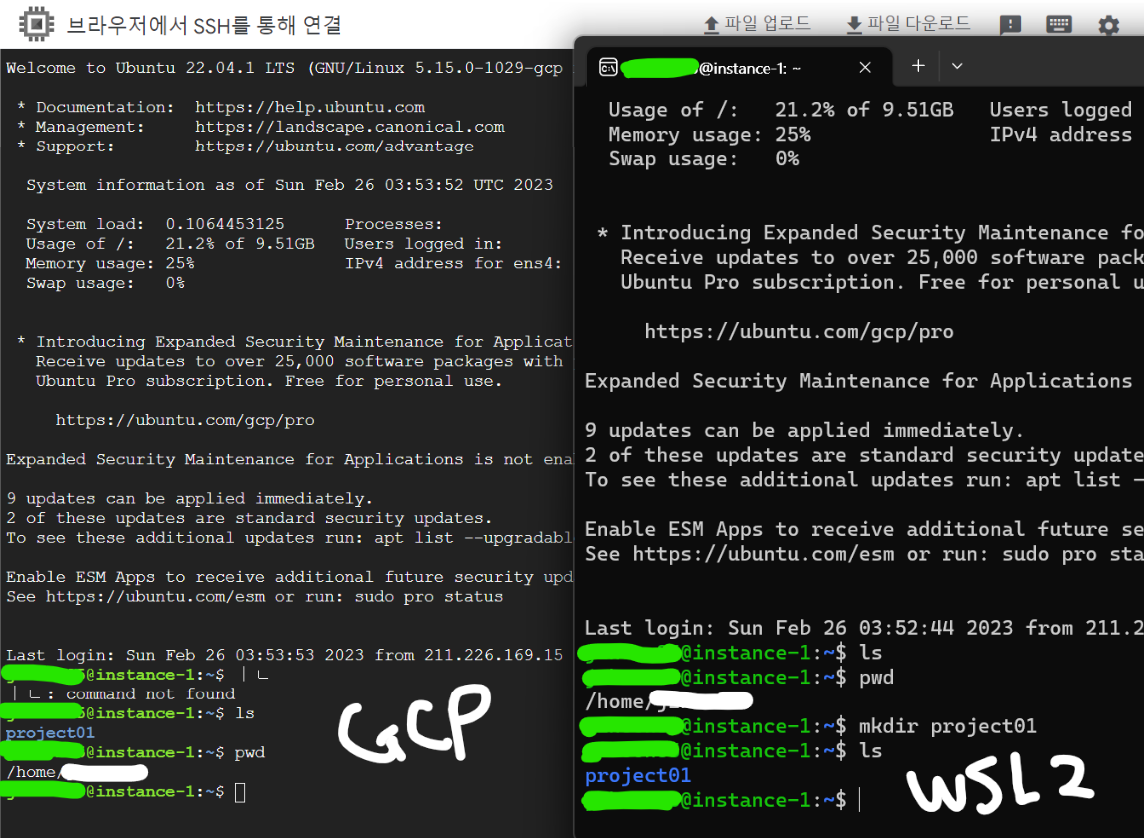 브라우저에서 SSH를 통해 연결
파일 업로드
파일 다운로드
Welcome to Ubuntu 22.04.1 LTS (GNU/Linux 5.15.0-1029-gcp
* Documentation: https://help.ubuntu.com
* Management: https://landscape.canonical.com
* Support: https://ubuntu.com/advantage
System information as of Sun Feb 26 03:53:52 UTC 2023
System load: 0.1064453125 Processes:
Usage of /: 21.2% of 9.51GB Users logged in:
Memory usage: 25% IPv4 address for ens4:
Swap usage: 0%
* Introducing Expanded Security Maintenance for Applicat
Receive updates to over 25,000 software packages with
Ubuntu Pro subscription. Free for personal use.
https://ubuntu.com/gcp/pro
Expanded Security Maintenance for Applications is not ena
9 updates can be applied immediately.
2 of these updates are standard security updates.
To see these additional updates run: apt list --upgradabl
Enable ESM Apps to receive additional future security upd
See https://ubuntu.com/esm or run: sudo pro status
Last login: Sun Feb 26 03:53:53 2023 from 211.226.169.15
@instance-1:~$ ㅣㄴ
ㅣㄴ: command not found
@instance-1:~$ ls
project01
@instance-1:~$ pwd
/home/
@instance-1:~$
GCP
@instance-1: ~
Usage of /: 21.2% of 9.51GB Users logged
Memory usage: 25% IPv4 address
Swap usage: 0%
* Introducing Expanded Security Maintenance fo
Receive updates to over 25,000 software pack
Ubuntu Pro subscription. Free for personal u
https://ubuntu.com/gcp/pro
Expanded Security Maintenance for Applications
9 updates can be applied immediately.
2 of these updates are standard security update
To see these additional updates run: apt list -
Enable ESM Apps to receive additional future se
See https://ubuntu.com/esm or run: sudo pro sta
Last login: Sun Feb 26 03:52:44 2023 from 211.2
@instance-1:~$ ls
@instance-1:~$ pwd
/home/
@instance-1:~$ mkdir project01
@instance-1:~$ ls
project01
@instance-1:~$
WSL2